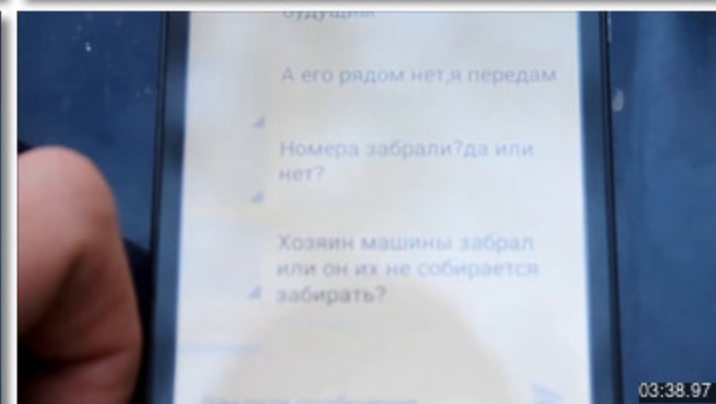 будущим
А его рядом нет,я передам
Номера забрали?да или
нет?
Хозяин машины забрал
или он их не собирается
забирать?
03:38.97